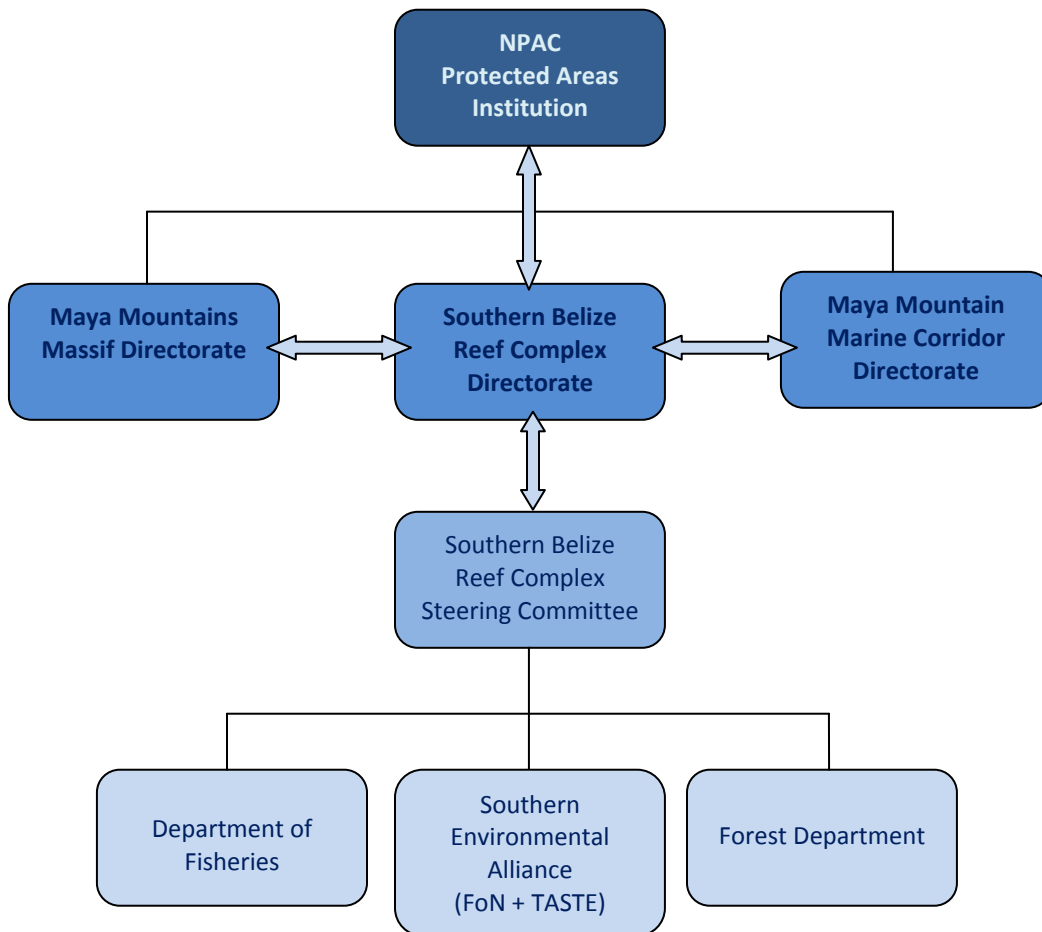 NPAC
Protected Areas
Institution
Maya Mountains
Massif Directorate
Southern Belize
Reef Complex
Directorate
Maya Mountain
Marine Corridor
Directorate
Southern Belize
Reef Complex
Steering Committee
Department of
Fisheries
Southern
Environmental
Alliance
(FoN + TASTE)
Forest Department